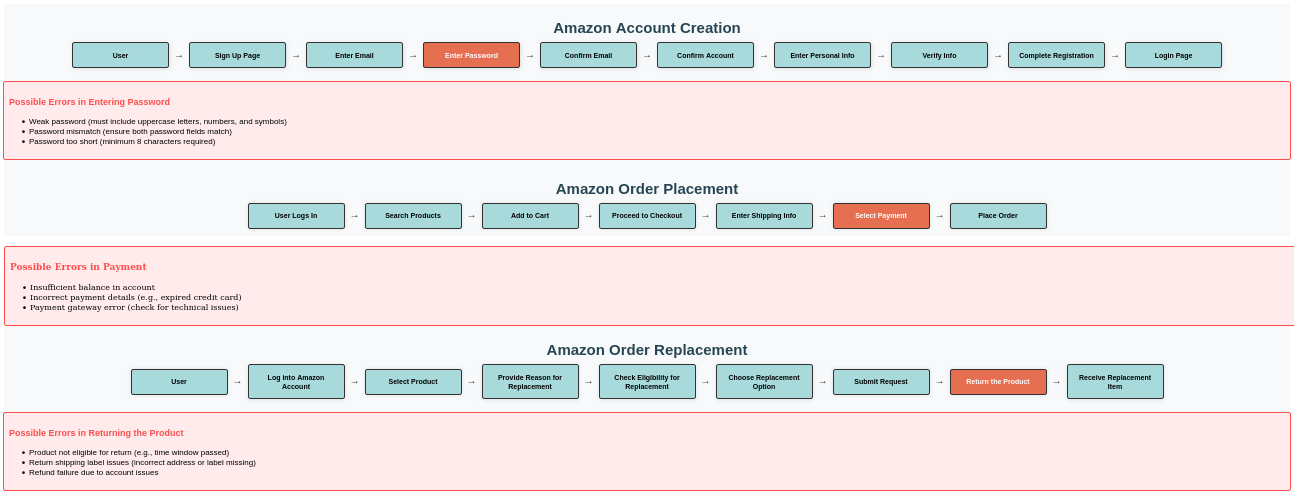 Amazon Account Creation
User → Sign Up Page → Enter Email → Enter Password → Confirm Email → Confirm Account → Enter Personal Info → Verify Info → Complete Registration → Login Page
Possible Errors in Entering Password
• Weak password (must include uppercase letters, numbers, and symbols)
• Password mismatch (ensure both password fields match)
• Password too short (minimum 8 characters required)
Amazon Order Placement
User Logs In → Search Products → Add to Cart → Proceed to Checkout → Enter Shipping Info → Select Payment → Place Order
Possible Errors in Payment
• Insufficient balance in account
• Incorrect payment details (e.g., expired credit card)
• Payment gateway error (check for technical issues)
Amazon Order Replacement
User → Log into Amazon Account → Select Product → Provide Reason for Replacement → Check Eligibility for Replacement → Choose Replacement Option → Submit Request → Return the Product → Receive Replacement Item
Possible Errors in Returning the Product
• Product not eligible for return (e.g., time window passed)
• Return shipping label issues (incorrect address or label missing)
• Refund failure due to account issues